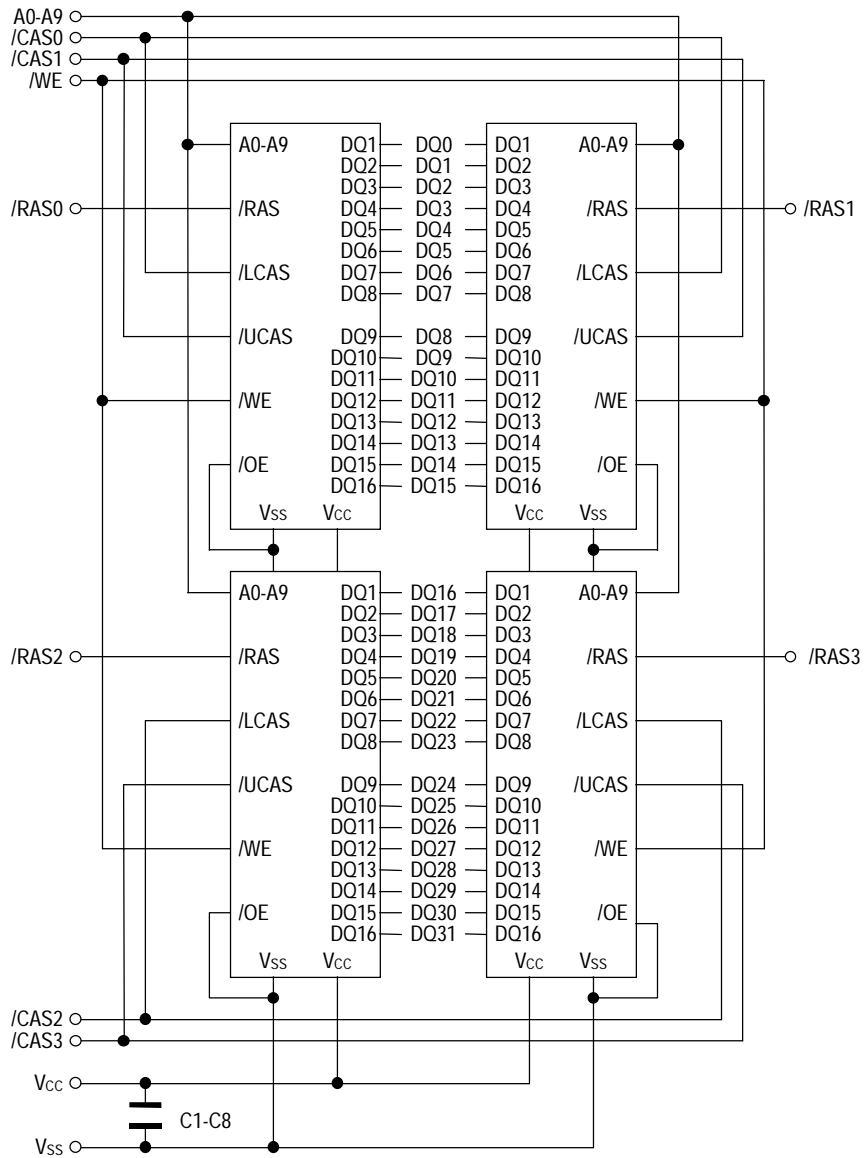 A0-A9
/CAS0
/CAS1
/WE
A0-A9 DQ1 DQ0 DQ1 A0-A9
DQ2 DQ1 DQ2
DQ3 DQ2 DQ3
/RAS0 /RAS DQ4 DQ3 DQ4 /RAS /RAS1
DQ5 DQ4 DQ5
DQ6 DQ5 DQ6
/LCAS DQ7 DQ6 DQ7 /LCAS
DQ8 DQ7 DQ8
/UCAS DQ9 DQ8 DQ9 /UCAS
DQ10 DQ9 DQ10
DQ11 DQ10 DQ11
/WE DQ12 DQ11 DQ12 /WE
DQ13 DQ12 DQ13
DQ14 DQ13 DQ14
/OE DQ15 DQ14 DQ15 /OE
DQ16 DQ15 DQ16
Vss Vcc Vcc Vss
A0-A9 DQ1 DQ16 DQ1 A0-A9
DQ2 DQ17 DQ2
DQ3 DQ18 DQ3
/RAS2 /RAS DQ4 DQ19 DQ4 /RAS /RAS3
DQ5 DQ20 DQ5
DQ6 DQ21 DQ6
/LCAS DQ7 DQ22 DQ7 /LCAS
DQ8 DQ23 DQ8
/UCAS DQ9 DQ24 DQ9 /UCAS
DQ10 DQ25 DQ10
DQ11 DQ26 DQ11
/WE DQ12 DQ27 DQ12 /WE
DQ13 DQ28 DQ13
DQ14 DQ29 DQ14
/OE DQ15 DQ30 DQ15 /OE
DQ16 DQ31 DQ16
Vss Vcc Vcc Vss
/CAS2
/CAS3
Vcc
C1-C8
Vss